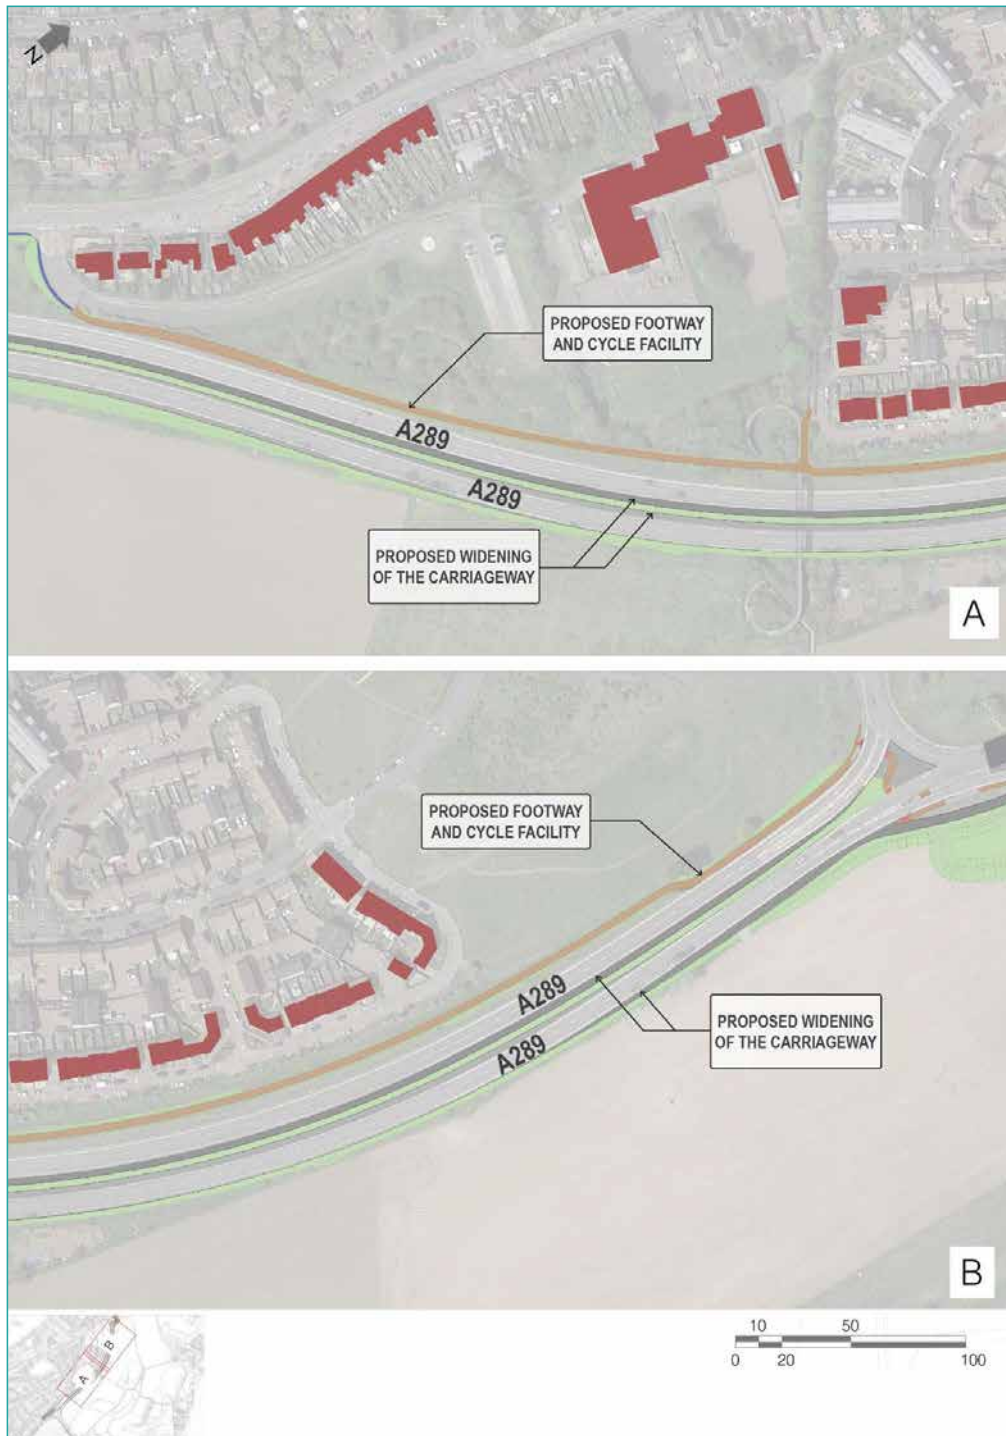 N
PROPOSED FOOTWAY
AND CYCLE FACILITY
A289
A289
PROPOSED WIDENING
OF THE CARRIAGEWAY
A
PROPOSED FOOTWAY
AND CYCLE FACILITY
A289
A289
PROPOSED WIDENING
OF THE CARRIAGEWAY
B
B
A
10 50
0 20 100